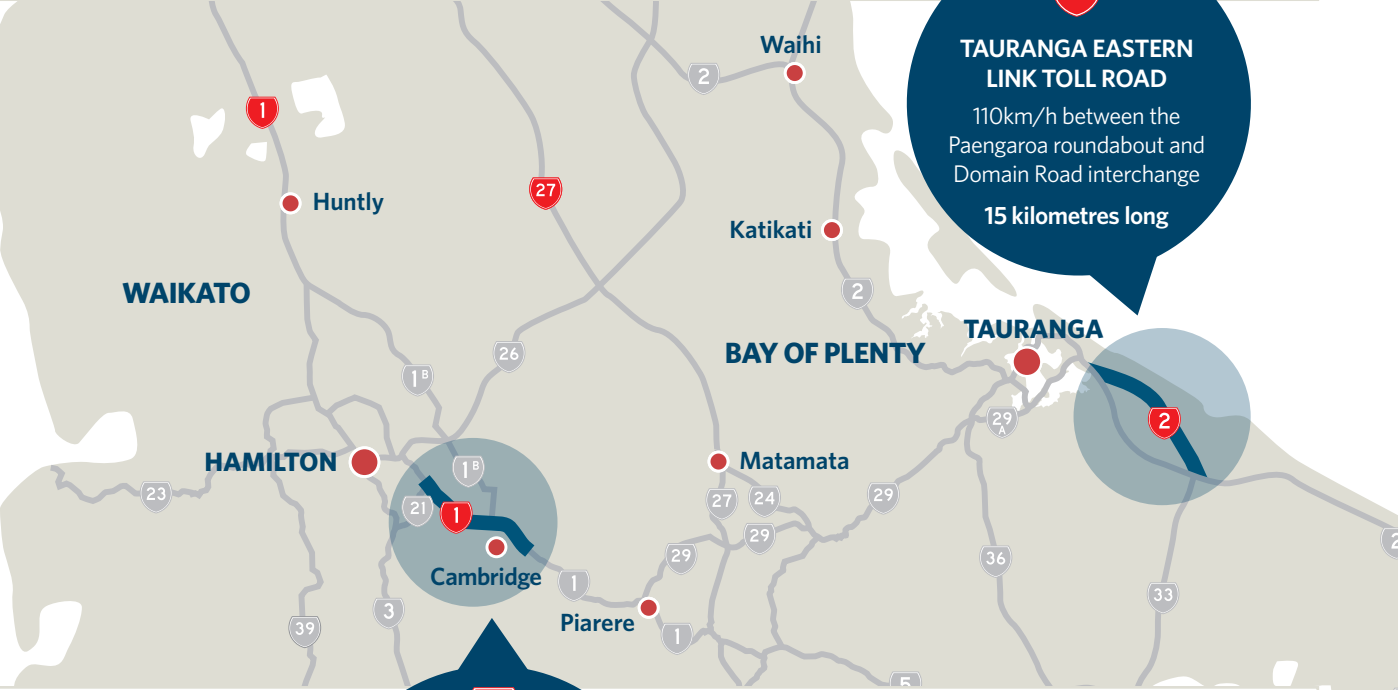 TAURANGA EASTERN
LINK TOLL ROAD
110km/h between the
Paengaroa roundabout and
Domain Road interchange
15 kilometres long
Waihi
2
1
27
Huntly
Katikati
WAIKATO
2
TAURANGA
BAY OF PLENTY
26
1B
29A
2
HAMILTON
Matamata
1B
23
21
1
27
24
29
29
29
Cambridge
1
36
33
Piarere
3
39
1
5